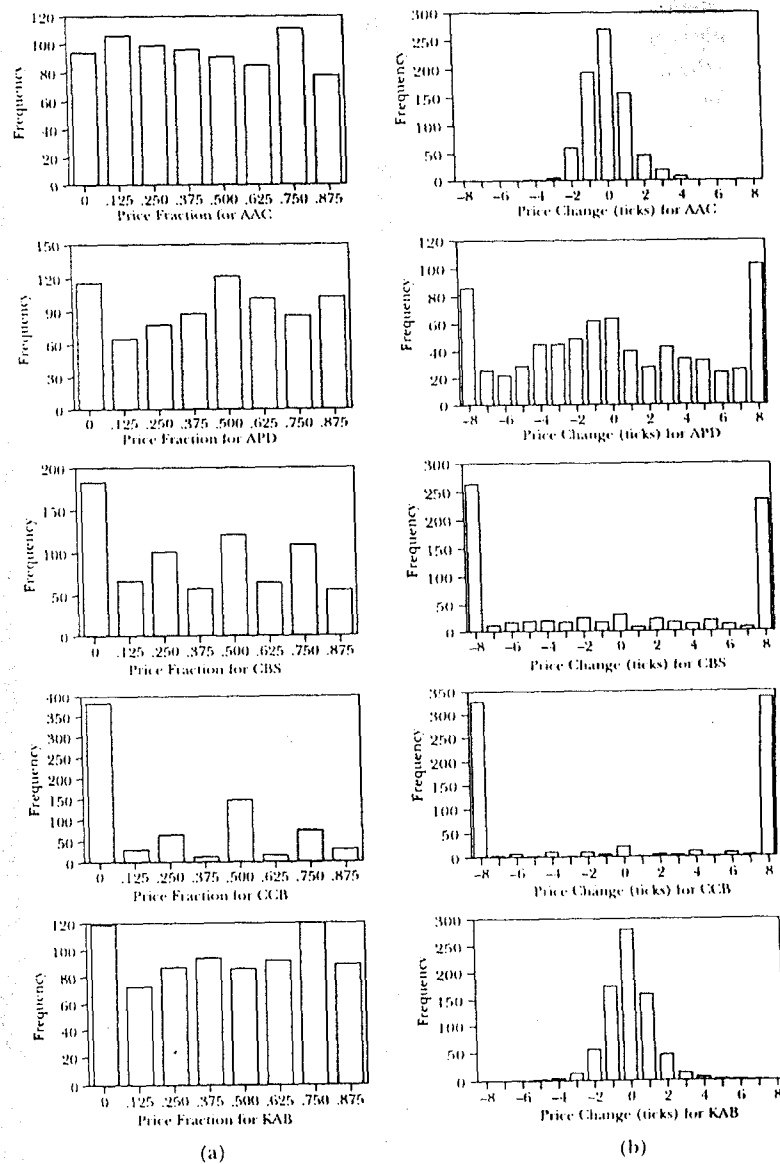 120
100
80
60
40
20
0
Frequency
0 .125 .250 .375 .500 .625 .750 .875
Price Fraction for AAC
300
250
200
150
100
50
0
Frequency
-8 -6 -4 -2 0 2 4 6 8
Price Change (ticks) for AAC
150
120
90
60
30
0
Frequency
0 .125 .250 .375 .500 .625 .750 .875
Price Fraction for APD
120
100
80
60
40
20
0
Frequency
-8 -6 -4 -2 0 2 4 6 8
Price Change (ticks) for APD
200
150
100
50
0
Frequency
0 .125 .250 .375 .500 .625 .750 .875
Price Fraction for CBS
300
250
200
150
100
50
0
Frequency
-8 -6 -4 -2 0 2 4 6 8
Price Change (ticks) for CBS
400
350
300
250
200
150
100
50
0
Frequency
0 .125 .250 .375 .500 .625 .750 .875
Price Fraction for CCB
350
300
250
200
150
100
50
0
Frequency
-8 -6 -4 -2 0 2 4 6 8
Price Change (ticks) for CCB
120
100
80
60
40
20
0
Frequency
0 .125 .250 .375 .500 .625 .750 .875
Price Fraction for KAB
300
250
200
150
100
50
0
Frequency
-8 -6 -4 -2 0 2 4 6 8
Price Change (ticks) for KAB
(a)
(b)